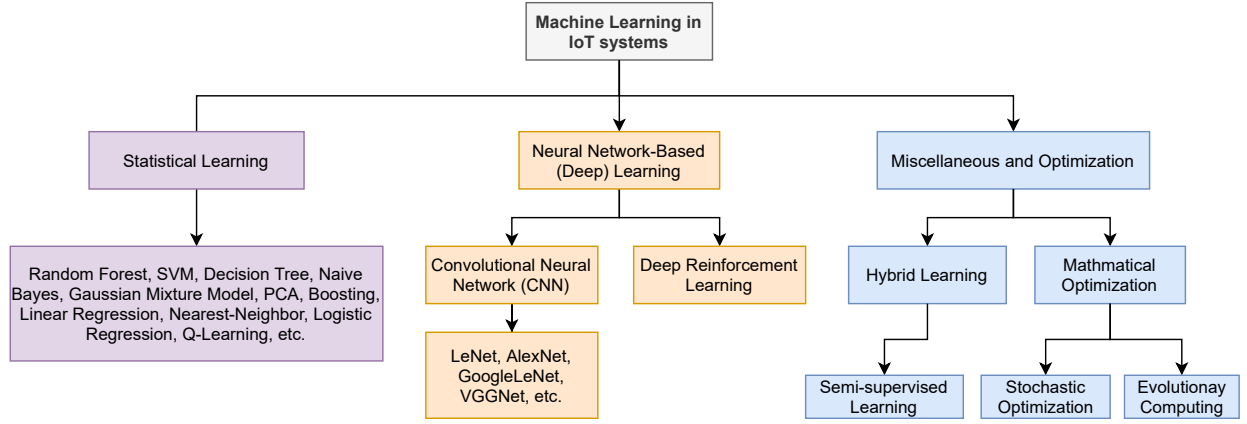 Machine Learning in
IoT systems
Statistical Learning
Neural Network-Based
(Deep) Learning
Miscellaneous and Optimization
Random Forest, SVM, Decision Tree, Naive
Bayes, Gaussian Mixture Model, PCA, Boosting,
Linear Regression, Nearest-Neighbor, Logistic
Regression, Q-Learning, etc.
Convolutional Neural
Network (CNN)
Deep Reinforcement
Learning
Hybrid Learning
Mathmatical
Optimization
LeNet, AlexNet,
GoogleLeNet,
VGGNet, etc.
Semi-supervised
Learning
Stochastic
Optimization
Evolutionay
Computing